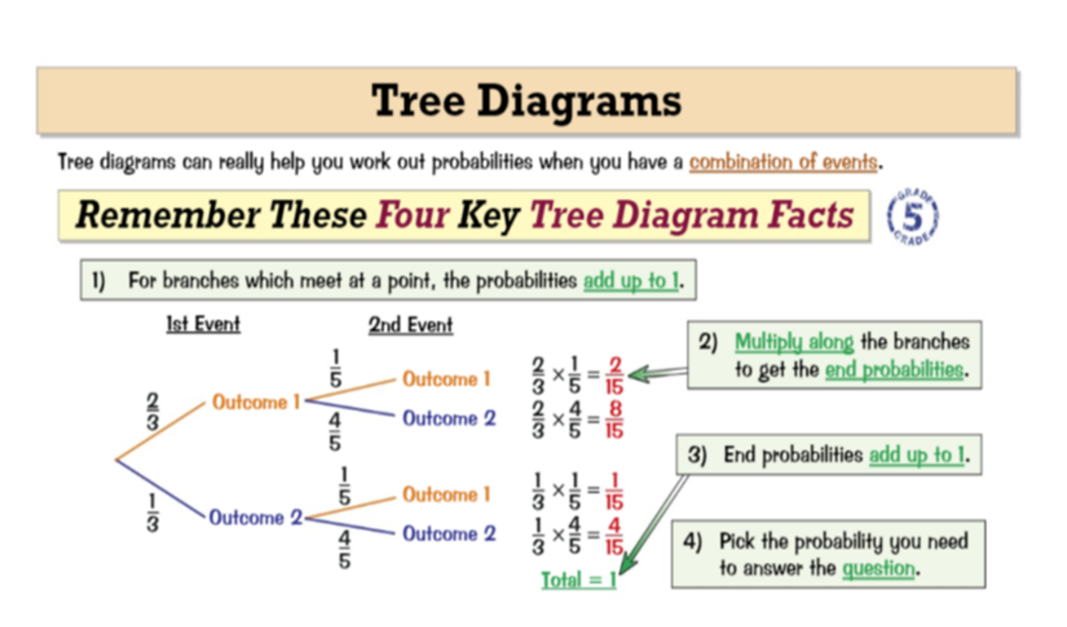 Tree Diagrams
Tree diagrams can really help you work out probabilities when you have a combination of events.
Remember These Four Key Tree Diagram Facts
GRADE
5
GRADE
1) For branches which meet at a point, the probabilities add up to 1.
1st Event
2nd Event
2/3
Outcome 1
1/5
Outcome 1
2/3 × 1/5 = 2/15
4/5
Outcome 2
2/3 × 4/5 = 8/15
1/3
Outcome 2
1/5
Outcome 1
1/3 × 1/5 = 1/15
4/5
Outcome 2
1/3 × 4/5 = 4/15
Total = 1
2) Multiply along the branches
to get the end probabilities.
3) End probabilities add up to 1.
4) Pick the probability you need
to answer the question.